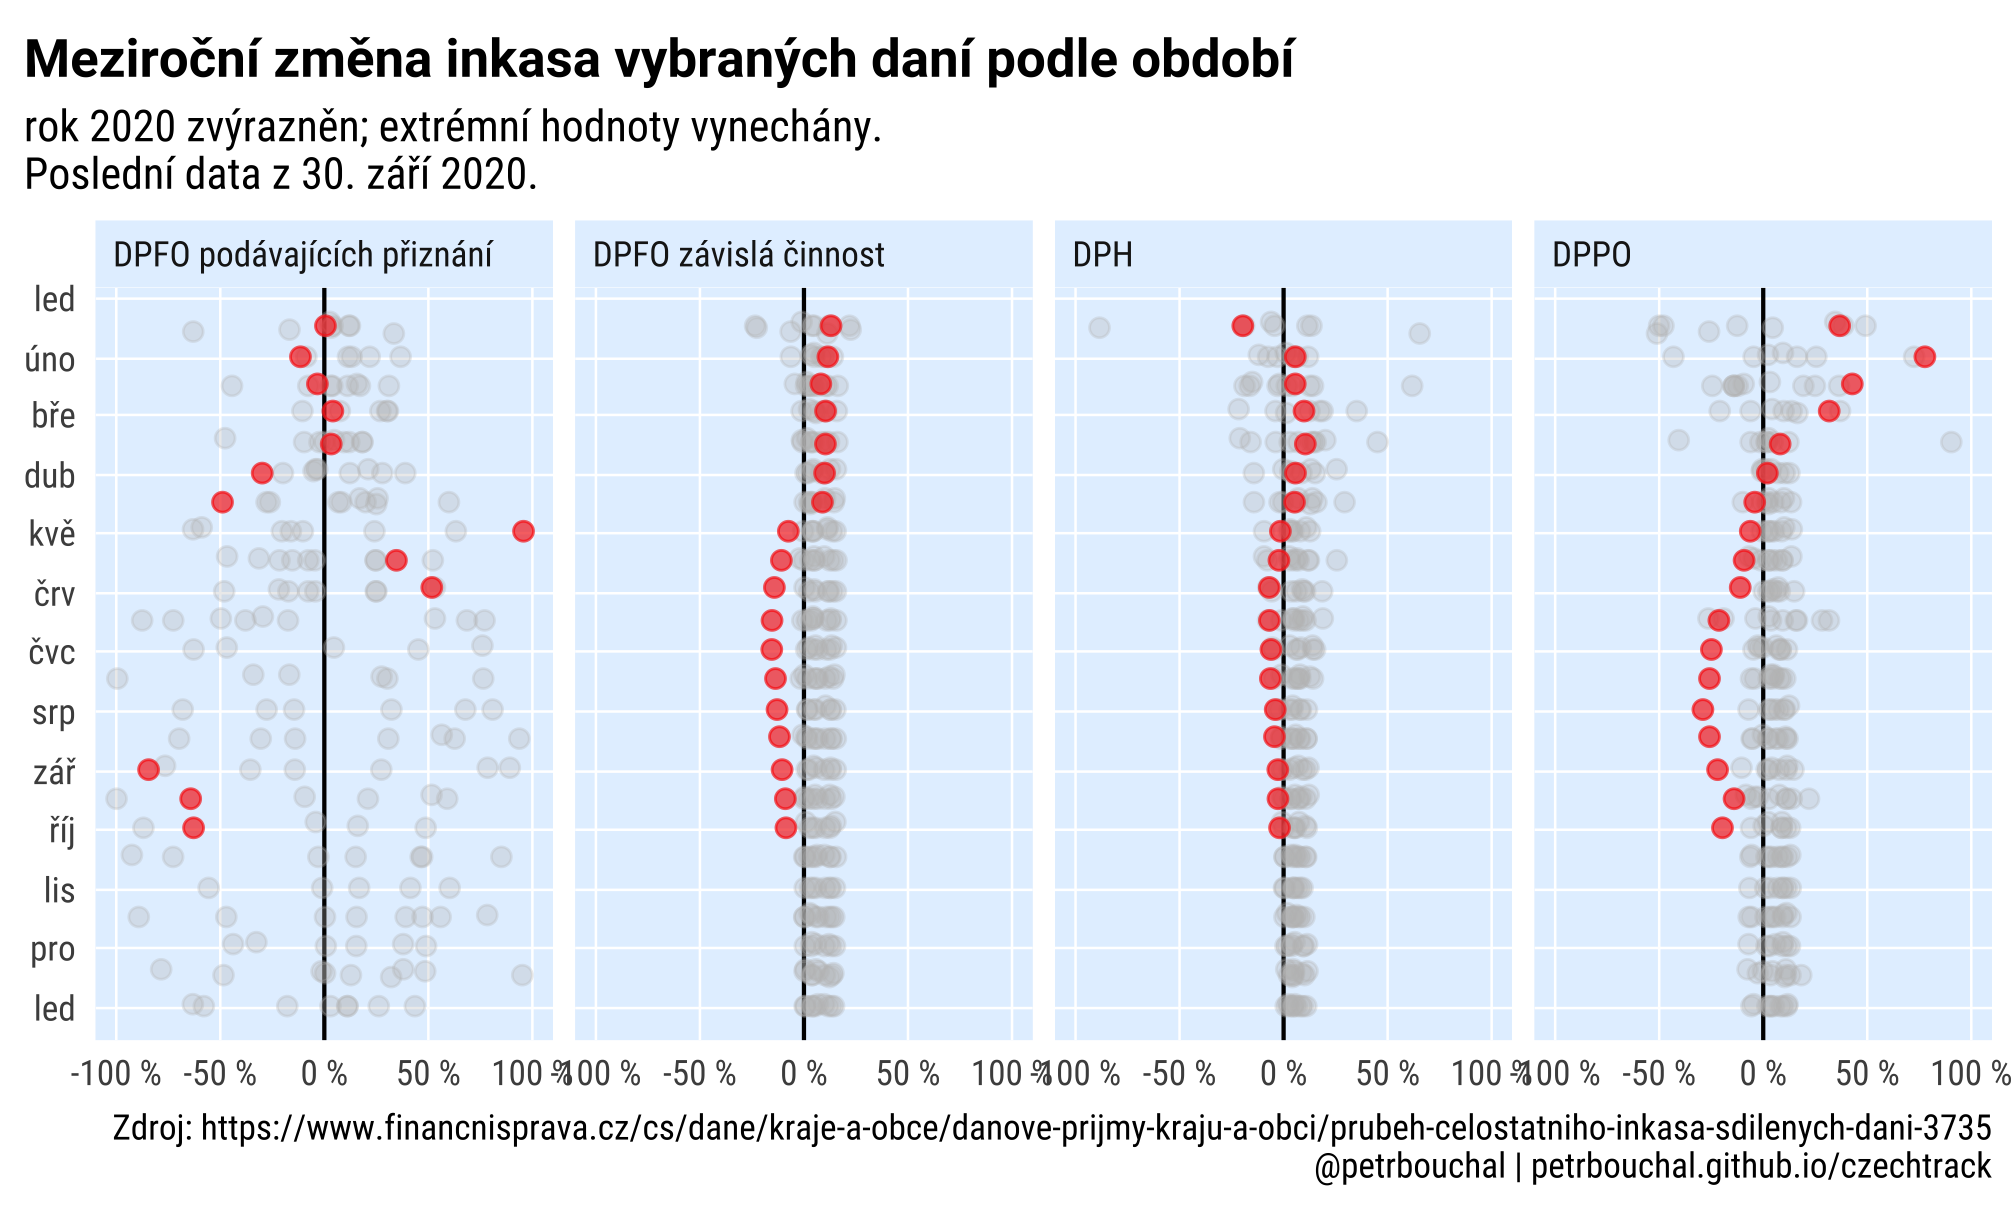 Meziroční změna inkasa vybraných daní podle období
rok 2020 zvýrazněn; extrémní hodnoty vynechány.
Poslední data z 30. září 2020.
DPFO podávajících přiznání
DPFO závislá činnost
DPH
DPPO
led
úno
bře
dub
kvě
črv
čvc
srp
zář
říj
lis
pro
led
-100 % -50 % 0 % 50 % 100 %
-100 % -50 % 0 % 50 % 100 %
-100 % -50 % 0 % 50 % 100 %
-100 % -50 % 0 % 50 % 100 %
Zdroj: https://www.financnisprava.cz/cs/dane/kraje-a-obce/danove-prijmy-kraju-a-obci/prubeh-celostatniho-inkasa-sdilenych-dani-3735
@petrbouchal | petrbouchal.github.io/czechtrack